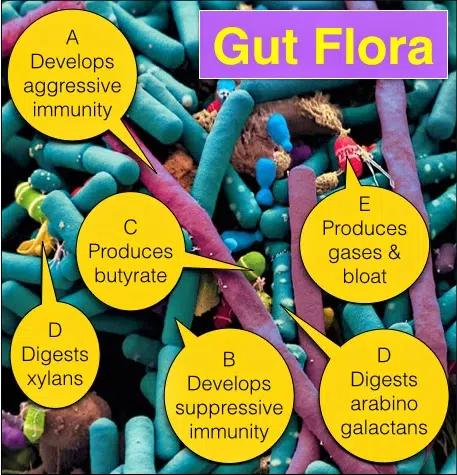 Gut Flora
A
Develops
aggressive
immunity
C
Produces
butyrate
E
Produces
gases &
bloat
D
Digests
xylans
B
Develops
suppressive
immunity
D
Digests
arabino
galactans